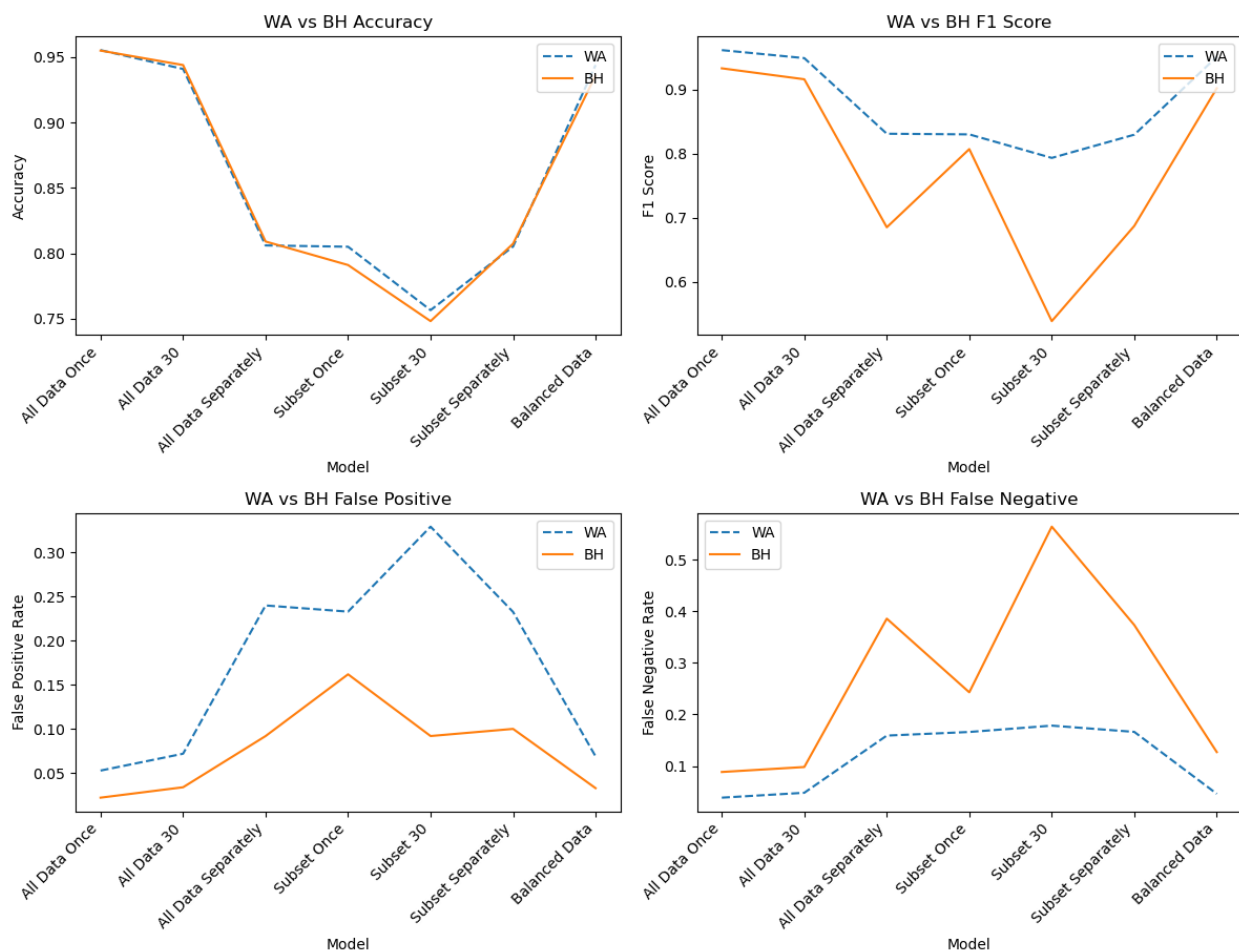 WA vs BH Accuracy
WA
BH
Accuracy
0.95
0.90
0.85
0.80
0.75
All Data Once
All Data 30
All Data Separately
Subset Once
Subset 30
Subset Separately
Balanced Data
Model
WA vs BH F1 Score
WA
BH
F1 Score
0.9
0.8
0.7
0.6
All Data Once
All Data 30
All Data Separately
Subset Once
Subset 30
Subset Separately
Balanced Data
Model
WA vs BH False Positive
WA
BH
False Positive Rate
0.30
0.25
0.20
0.15
0.10
0.05
All Data Once
All Data 30
All Data Separately
Subset Once
Subset 30
Subset Separately
Balanced Data
Model
WA vs BH False Negative
WA
BH
False Negative Rate
0.5
0.4
0.3
0.2
0.1
All Data Once
All Data 30
All Data Separately
Subset Once
Subset 30
Subset Separately
Balanced Data
Model